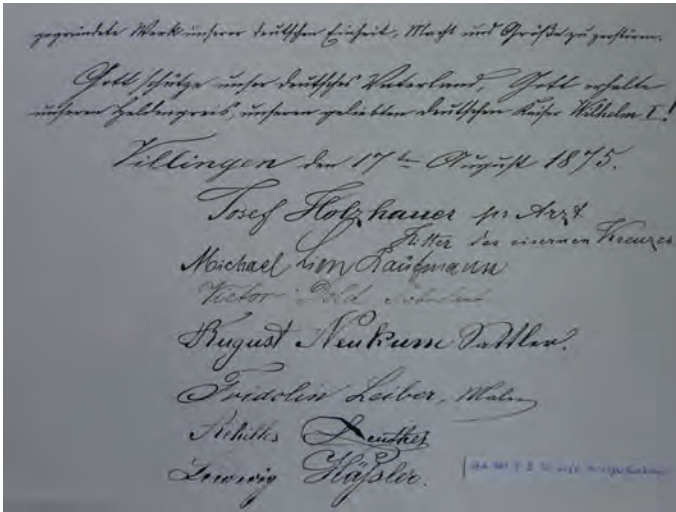 gegründete Werk unserer deutschen Einheit, Macht und Größe zu zerstören.
Gott schütze unser deutsches Vaterland, Gott erhalte
unseren Heldengreis, unseren geliebten deutschen Kaiser Wilhelm I!
Villingen den 17ten August 1875.
Josef Holzhauer Arzt
Ritter des eisernen Kreuzes
Michael Kaufmann
Victor Dold
August Neukum Sattler.
Fridolin Leiber, Maler
Achilles
Ludwig Häßler.